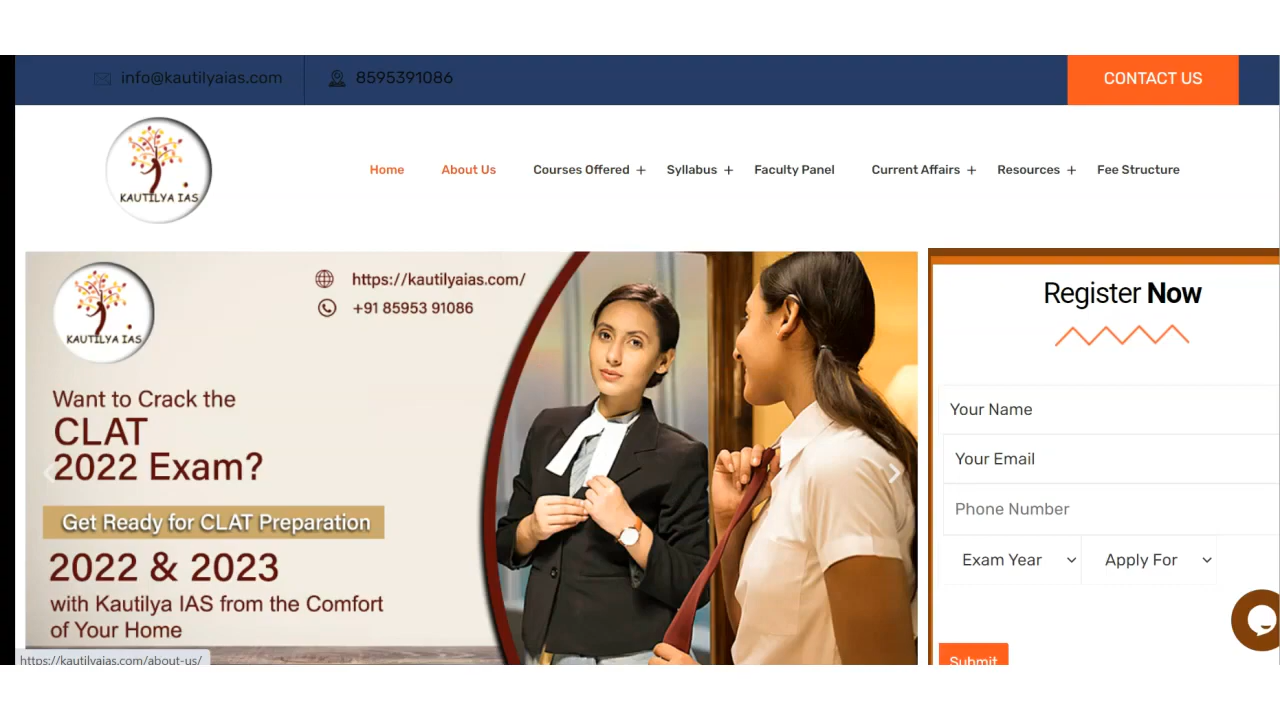 info@kautilyaias.com
8595391086
CONTACT US
KAUTILYA IAS
Home
About Us
Courses Offered +
Syllabus +
Faculty Panel
Current Affairs +
Resources +
Fee Structure
KAUTILYA IAS
https://kautilyaias.com/
+91 85953 91086
Want to Crack the
CLAT
2022 Exam?
Get Ready for CLAT Preparation
2022 & 2023
with Kautilya IAS from the Comfort
of Your Home
Register Now
Your Name
Your Email
Phone Number
Exam Year
Apply For
Submit
https://kautilyaias.com/about-us/